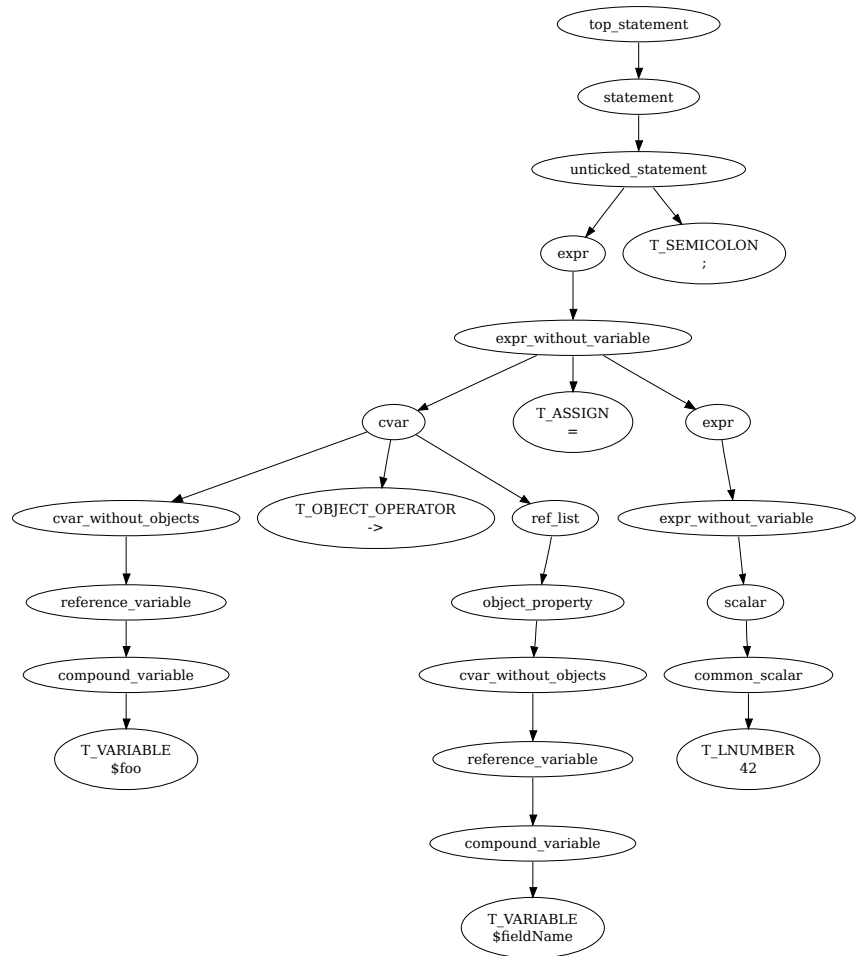 top_statement
statement
unticked_statement
expr
T_SEMICOLON
;
expr_without_variable
cvar
T_ASSIGN
=
expr
cvar_without_objects
T_OBJECT_OPERATOR
->
ref_list
expr_without_variable
reference_variable
object_property
scalar
compound_variable
cvar_without_objects
common_scalar
T_VARIABLE
$foo
reference_variable
T_LNUMBER
42
compound_variable
T_VARIABLE
$fieldName